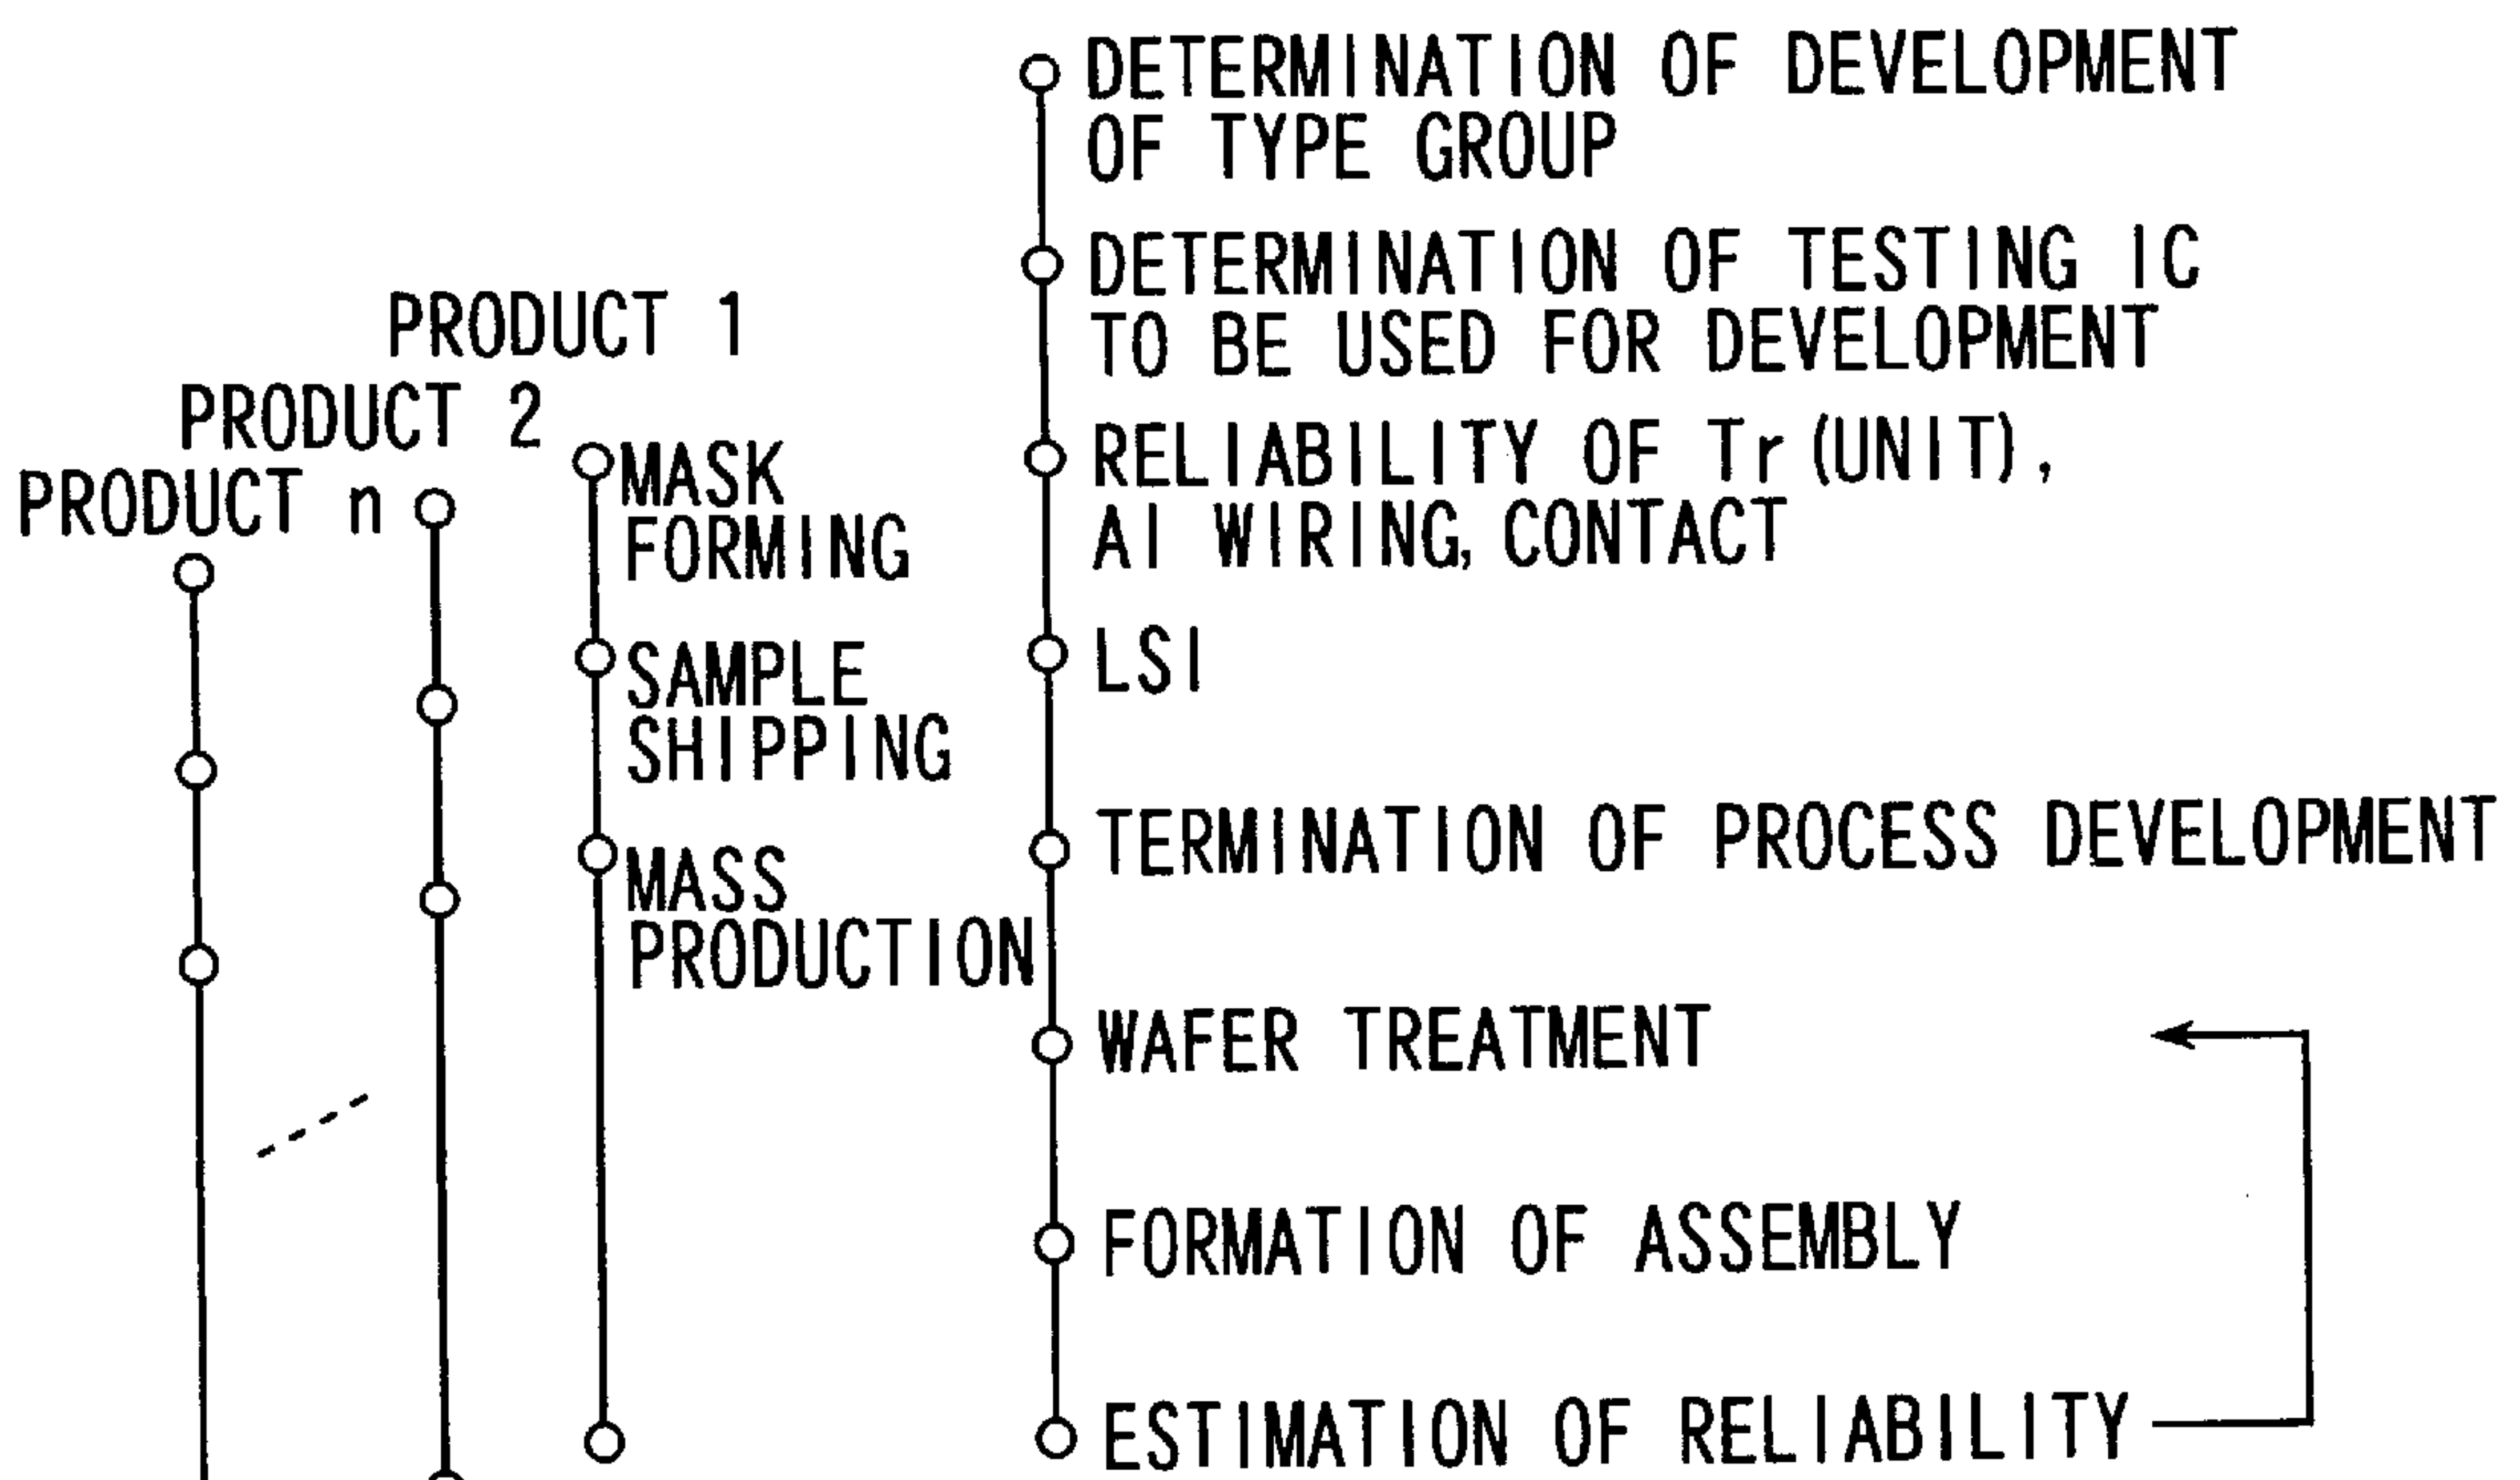 DETERMINATION OF DEVELOPMENT
OF TYPE GROUP
DETERMINATION OF TESTING IC
TO BE USED FOR DEVELOPMENT
PRODUCT 1
PRODUCT 2
PRODUCT n
MASK
FORMING
SAMPLE
SHIPPING
MASS
PRODUCTION
RELIABILITY OF Tr (UNIT),
Al WIRING, CONTACT
LSI
TERMINATION OF PROCESS DEVELOPMENT
WAFER TREATMENT
FORMATION OF ASSEMBLY
ESTIMATION OF RELIABILITY